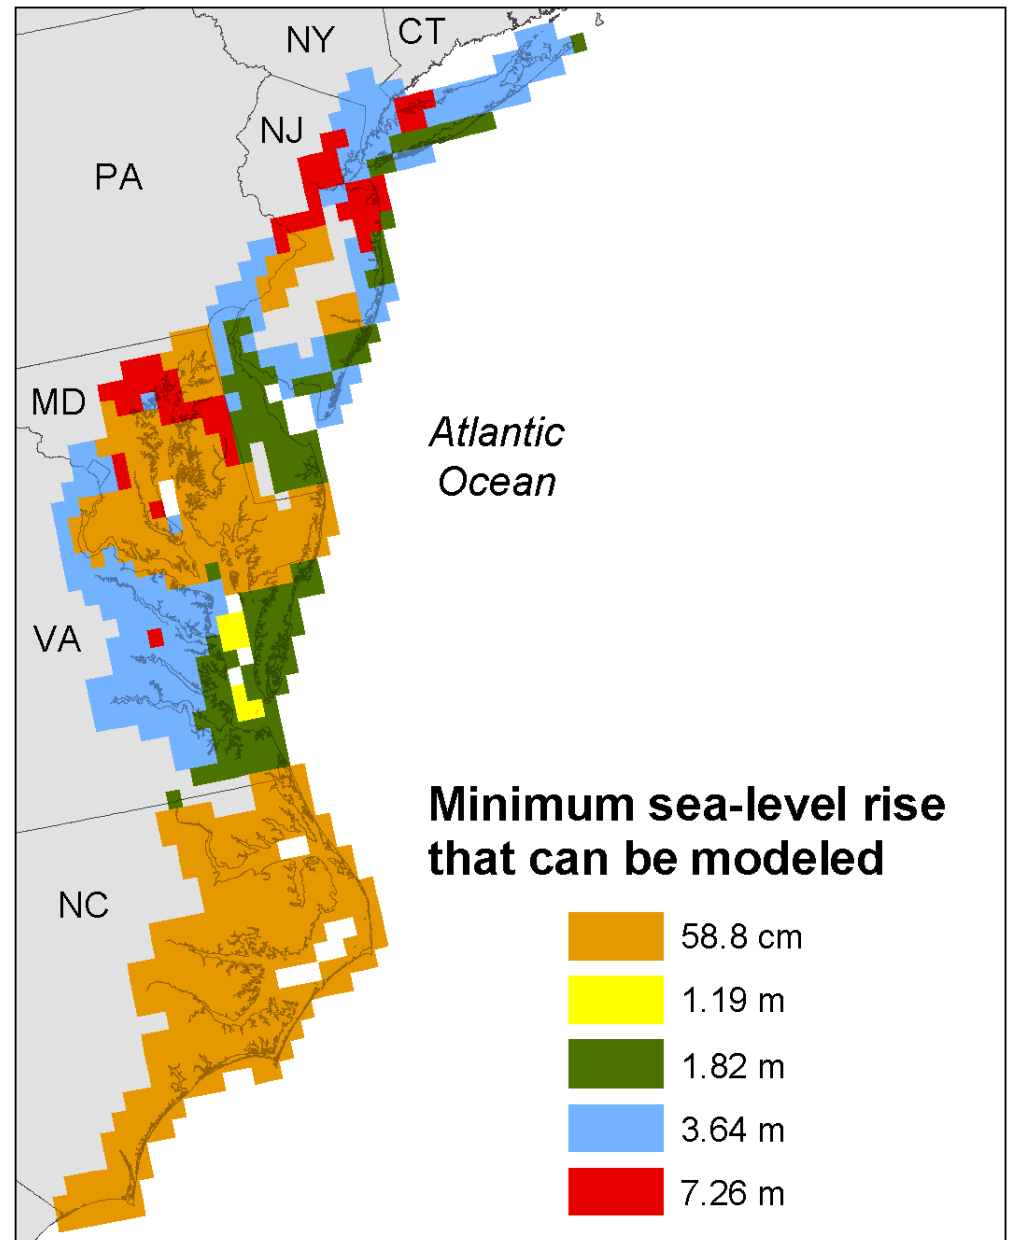 NY
CT
NJ
PA
MD
Atlantic
Ocean
VA
Minimum sea-level rise
that can be modeled
NC
58.8 cm
1.19 m
1.82 m
3.64 m
7.26 m